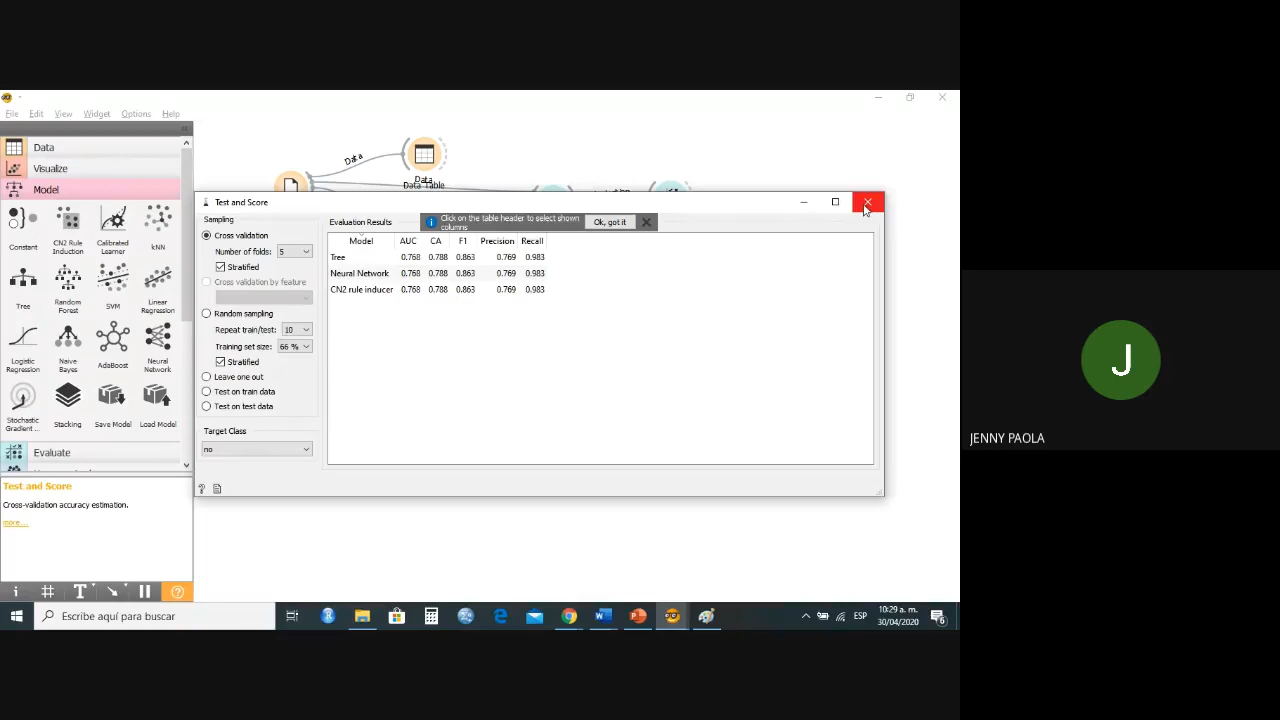 File Edit View Widget Options Help
Data
Visualize
Model
Constant
CN2 Rule Induction
Calibrated Learner
kNN
Tree
Random Forest
SVM
Linear Regression
Logistic Regression
Naive Bayes
AdaBoost
Neural Network
Stochastic Gradient ...
Stacking
Save Model
Load Model
Evaluate
Test and Score
Cross-validation accuracy estimation.
more...
Data
Data
Data Table
Test and Score
Sampling
Cross validation
Number of folds: 5
Stratified
Cross validation by feature
Random sampling
Repeat train/test: 10
Training set size: 66 %
Stratified
Leave one out
Test on train data
Test on test data
Target Class
no
Evaluation Results
Click on the table header to select shown
columns
Ok, got it
Model AUC CA F1 Precision Recall
Tree 0.768 0.788 0.863 0.769 0.983
Neural Network 0.768 0.788 0.863 0.769 0.983
CN2 rule inducer 0.768 0.788 0.863 0.769 0.983
J
JENNY PAOLA
Escribe aquí para buscar
ESP
10:29 a. m.
30/04/2020
6